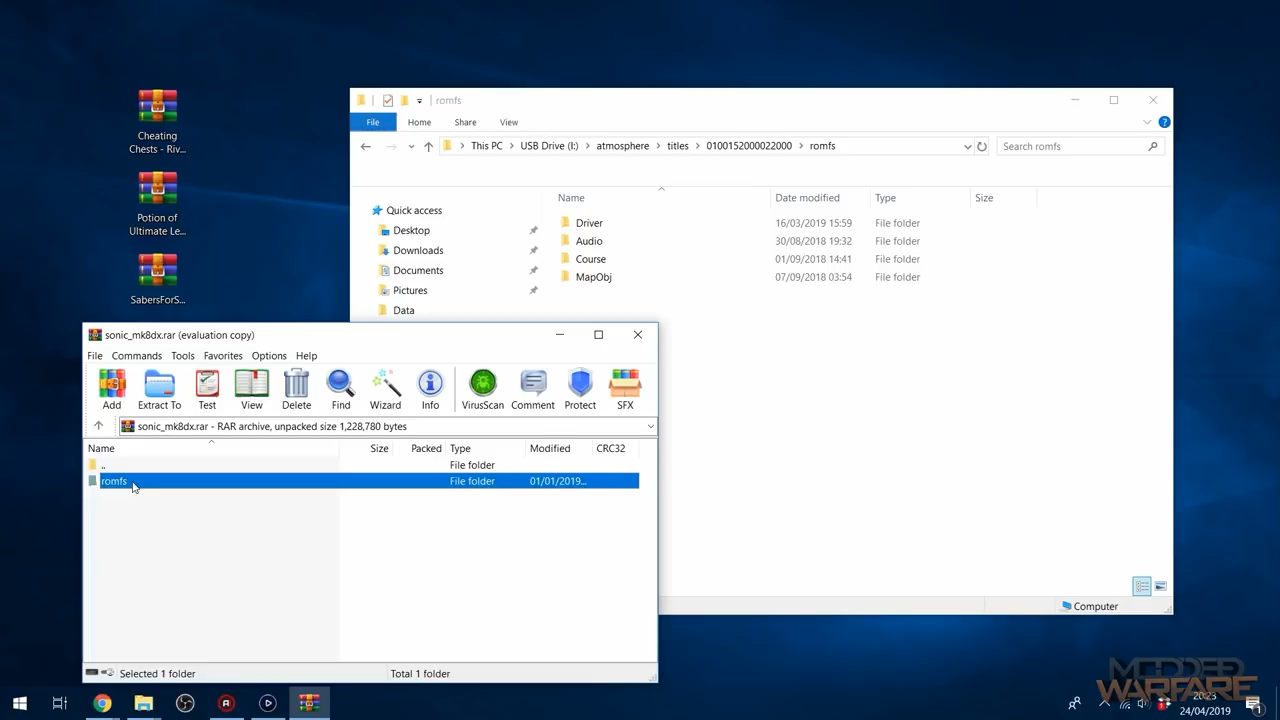 Cheating
Chests - Riv...
Potion of
Ultimate Le...
SabersForS...
romfs
File Home Share View
This PC USB Drive (I:) atmosphere titles 0100152000022000 romfs
Search romfs
Name Date modified Type Size
Quick access
Desktop
Downloads
Documents
Pictures
Data
Driver 16/03/2019 15:59 File folder
Audio 30/08/2018 19:32 File folder
Course 01/09/2018 14:41 File folder
MapObj 07/09/2018 03:54 File folder
Computer
sonic_mk8dx.rar (evaluation copy)
File Commands Tools Favorites Options Help
Add Extract To Test View Delete Find Wizard Info VirusScan Comment Protect SFX
sonic_mk8dx.rar - RAR archive, unpacked size 1,228,780 bytes
Name Size Packed Type Modified CRC32
.. File folder
romfs File folder 01/01/2019...
Selected 1 folder Total 1 folder
MODDED
WARFARE
20:23
24/04/2019